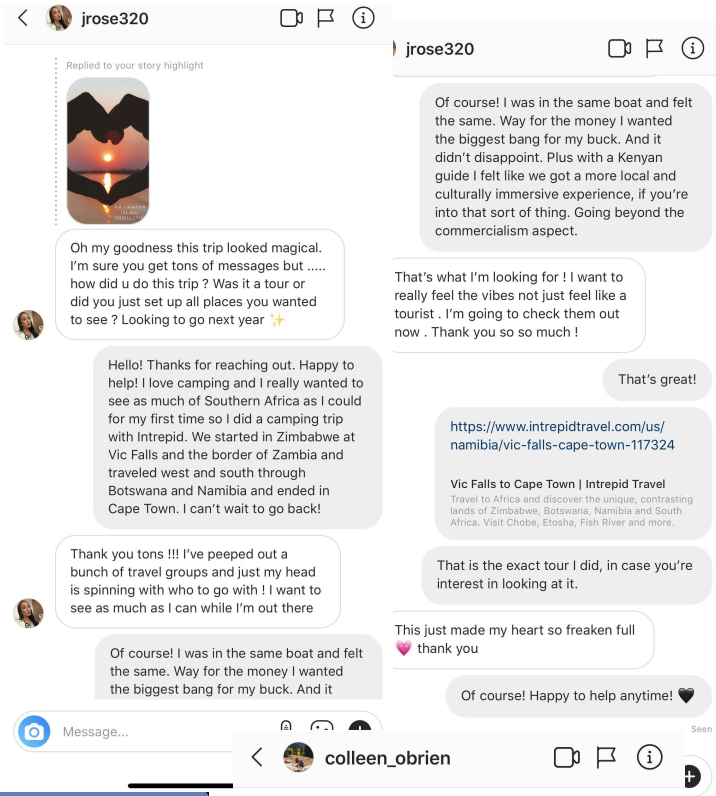 jrose320
Replied to your story highlight
Oh my goodness this trip looked magical.
I'm sure you get tons of messages but .....
how did u do this trip ? Was it a tour or
did you just set up all places you wanted
to see ? Looking to go next year ✨
Hello! Thanks for reaching out. Happy to
help! I love camping and I really wanted to
see as much of Southern Africa as I could
for my first time so I did a camping trip
with Intrepid. We started in Zimbabwe at
Vic Falls and the border of Zambia and
traveled west and south through
Botswana and Namibia and ended in
Cape Town. I can't wait to go back!
Thank you tons !!! I've peeped out a
bunch of travel groups and just my head
is spinning with who to go with ! I want to
see as much as I can while I'm out there
Of course! I was in the same boat and felt
the same. Way for the money I wanted
the biggest bang for my buck. And it
Message...
jrose320
Of course! I was in the same boat and felt
the same. Way for the money I wanted
the biggest bang for my buck. And it
didn't disappoint. Plus with a Kenyan
guide I felt like we got a more local and
culturally immersive experience, if you're
into that sort of thing. Going beyond the
commercialism aspect.
That's what I'm looking for ! I want to
really feel the vibes not just feel like a
tourist . I'm going to check them out
now . Thank you so so much !
That's great!
https://www.intrepidtravel.com/us/
namibia/vic-falls-cape-town-117324
Vic Falls to Cape Town | Intrepid Travel
Travel to Africa and discover the unique, contrasting
lands of Zimbabwe, Botswana, Namibia and South
Africa. Visit Chobe, Etosha, Fish River and more.
That is the exact tour I did, in case you're
interest in looking at it.
This just made my heart so freaken full
💗 thank you
Of course! Happy to help anytime! 🖤
Seen
colleen_obrien